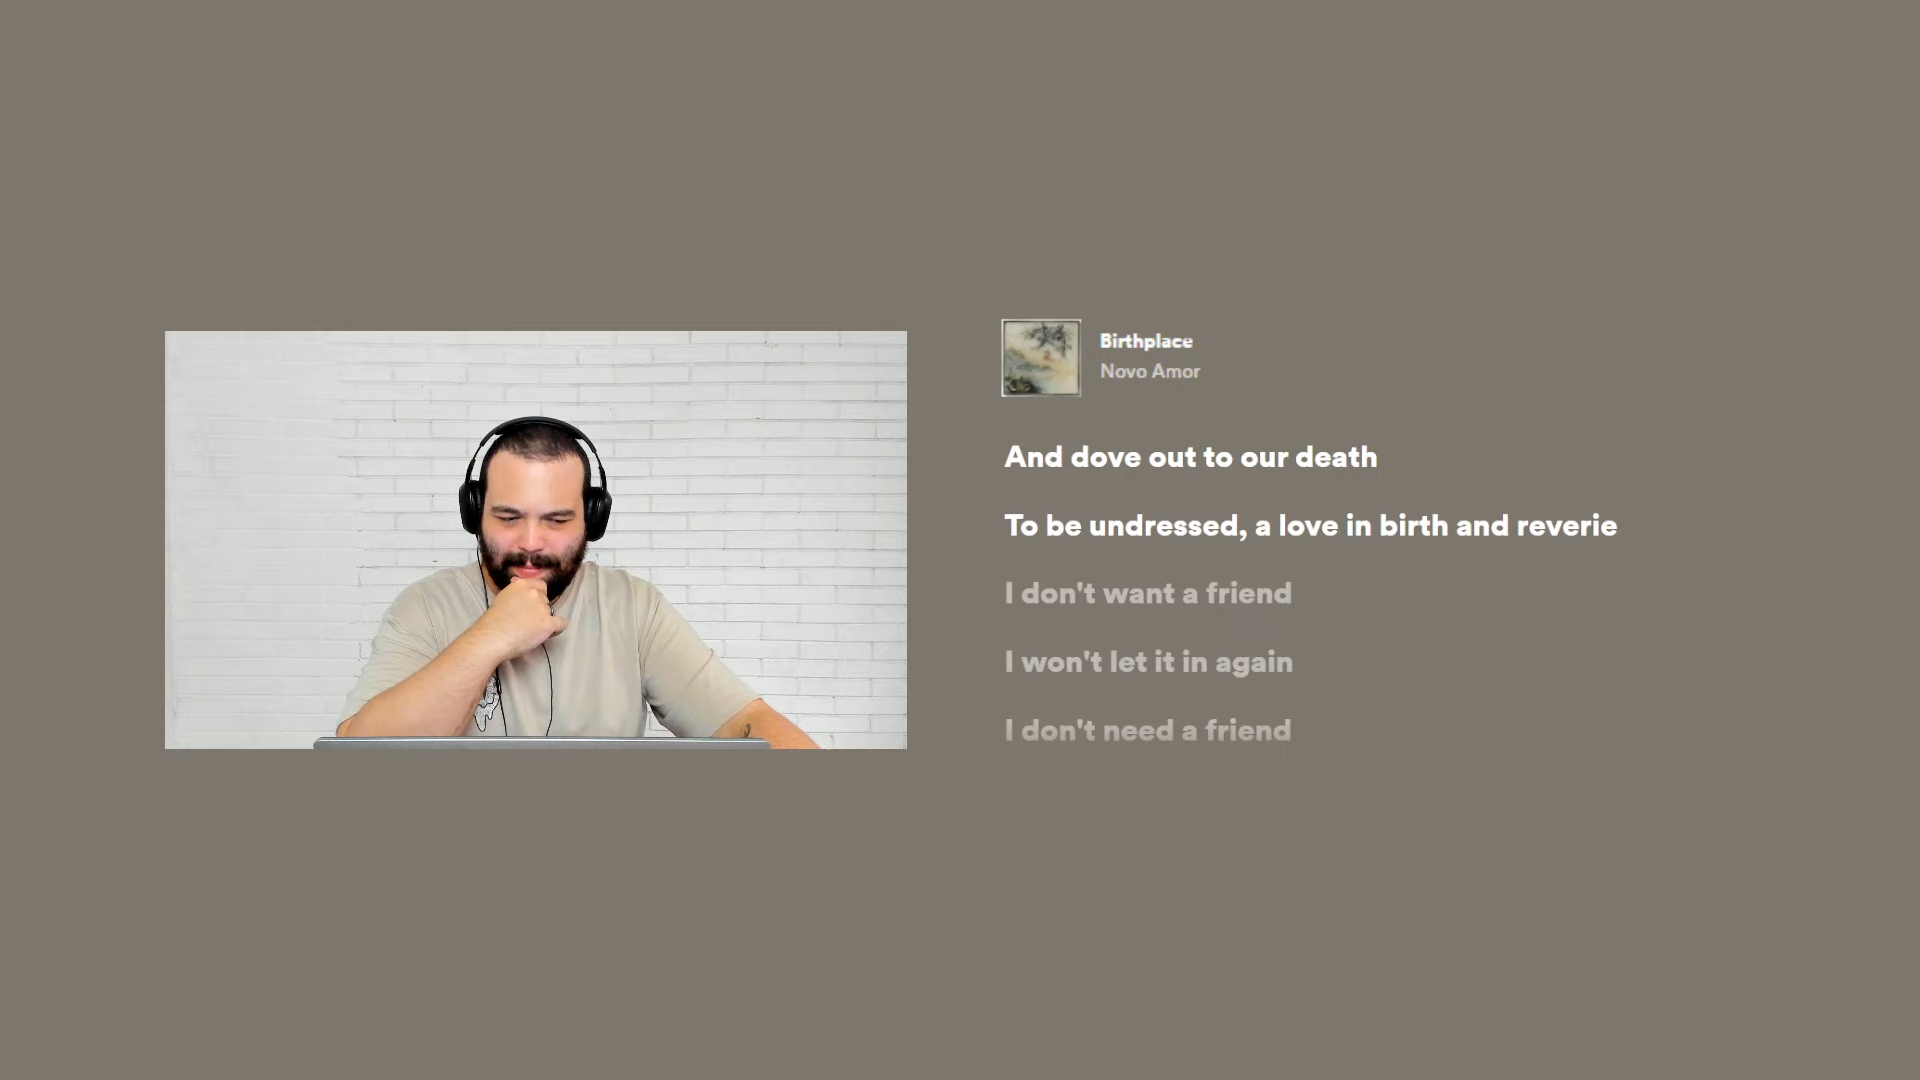 Birthplace
Novo Amor
And dove out to our death
To be undressed, a love in birth and reverie
I don't want a friend
I won't let it in again
I don't need a friend